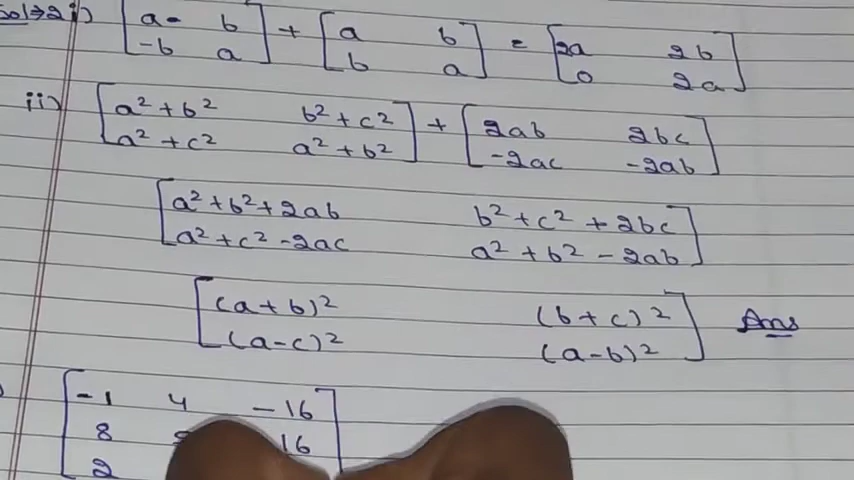 Sol⇒2 i) [a- b] + [a b] = [2a 2b]
[-b a] [b a] [0 2a]
ii) [a²+b² b²+c²] + [2ab 2bc]
[a²+c² a²+b²] [-2ac -2ab]
[a²+b²+2ab b²+c²+2bc]
[a²+c²-2ac a²+b²-2ab]
[(a+b)² (b+c)²] Ans
[(a-c)² (a-b)²]
[-1 4 -16]
[8 16]
[2